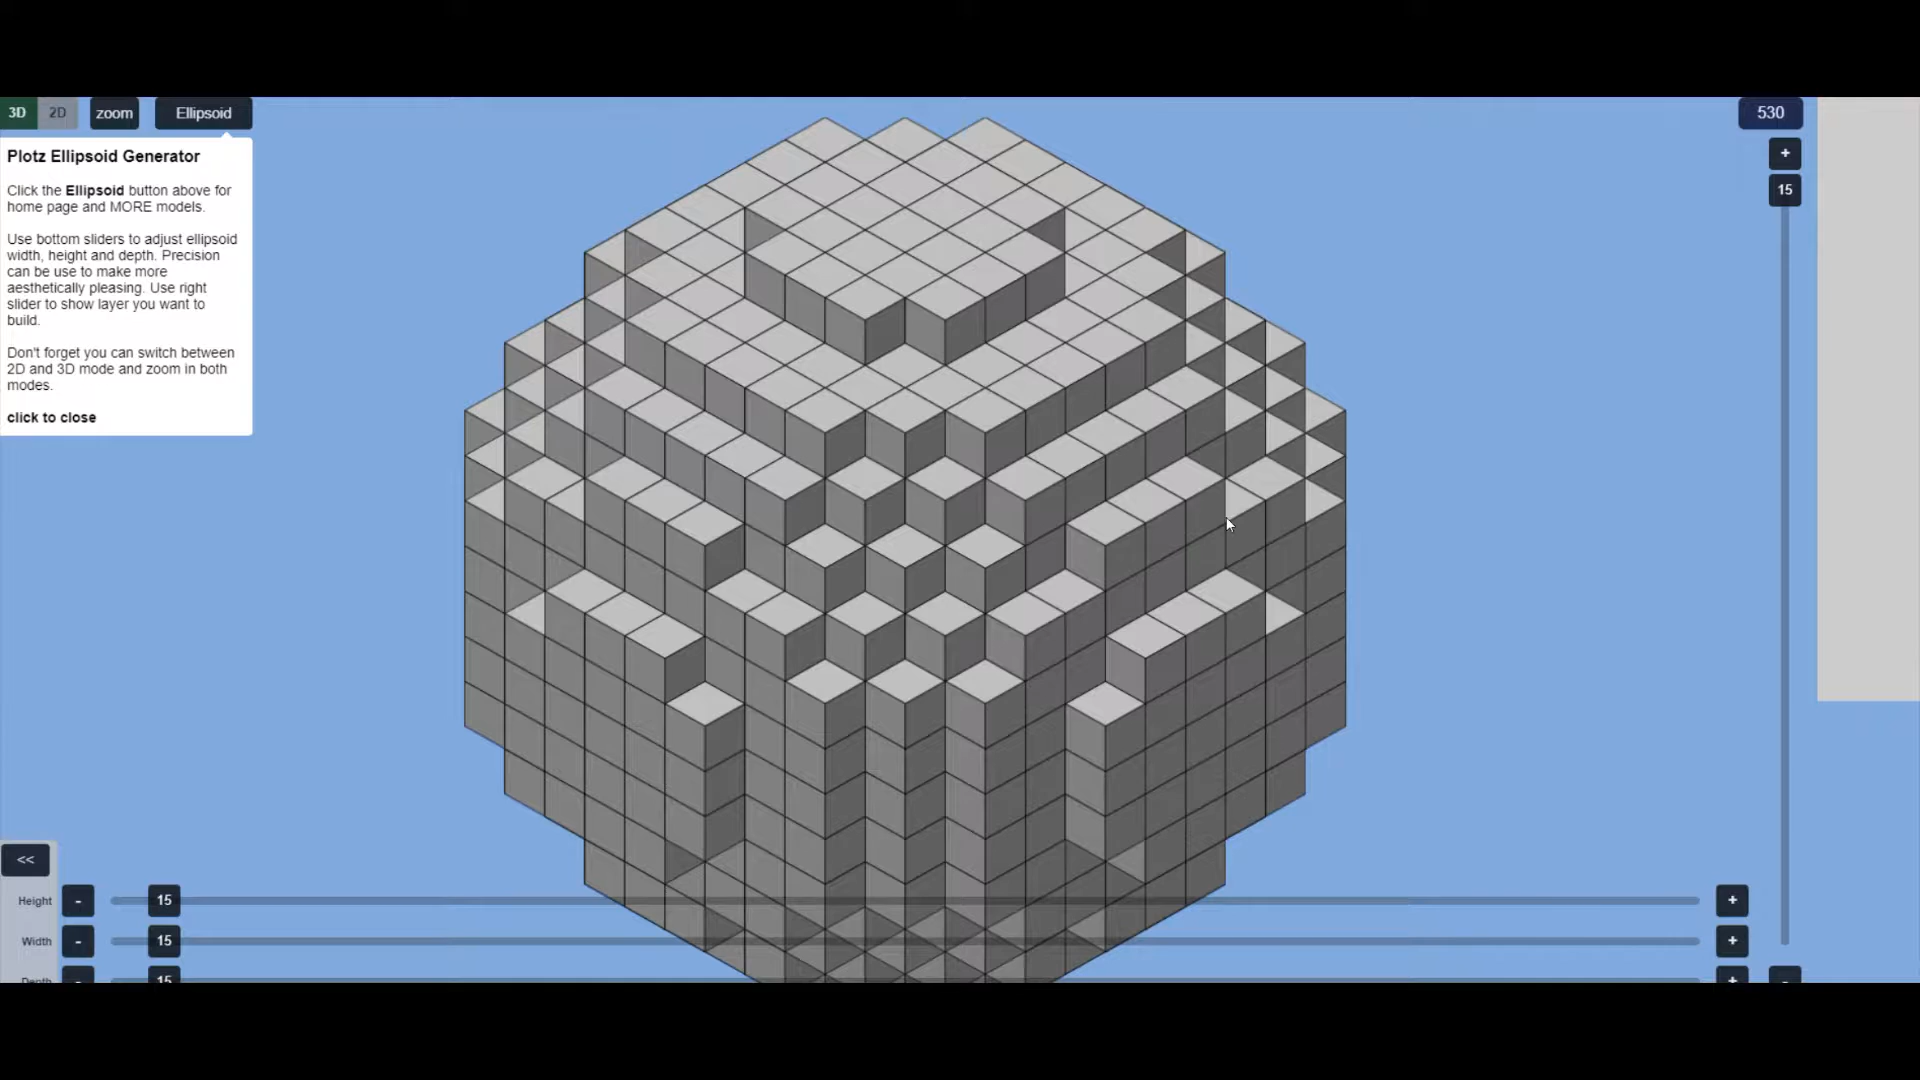 3D 2D zoom Ellipsoid 530
Plotz Ellipsoid Generator
Click the Ellipsoid button above for
home page and MORE models.
Use bottom sliders to adjust ellipsoid
width, height and depth. Precision
can be use to make more
aesthetically pleasing. Use right
slider to show layer you want to
build.
Don't forget you can switch between
2D and 3D mode and zoom in both
modes.
click to close
+
15
<<
Height - 15 +
Width - 15 +
Depth - 15 + -